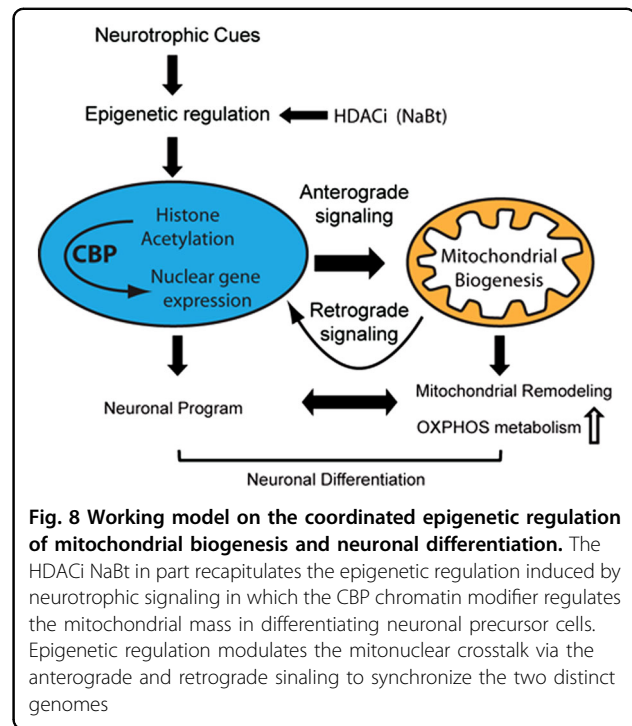 Neurotrophic Cues
Epigenetic regulation
HDACi (NaBt)
Anterograde
signaling
Histone
Acetylation
CBP
Nuclear gene
expression
Mitochondrial
Biogenesis
Retrograde
signaling
Neuronal Program
Mitochondrial Remodeling
OXPHOS metabolism
Neuronal Differentiation
Fig. 8 Working model on the coordinated epigenetic regulation
of mitochondrial biogenesis and neuronal differentiation. The
HDACi NaBt in part recapitulates the epigenetic regulation induced by
neurotrophic signaling in which the CBP chromatin modifier regulates
the mitochondrial mass in differentiating neuronal precursor cells.
Epigenetic regulation modulates the mitonuclear crosstalk via the
anterograde and retrograde sinaling to synchronize the two distinct
genomes